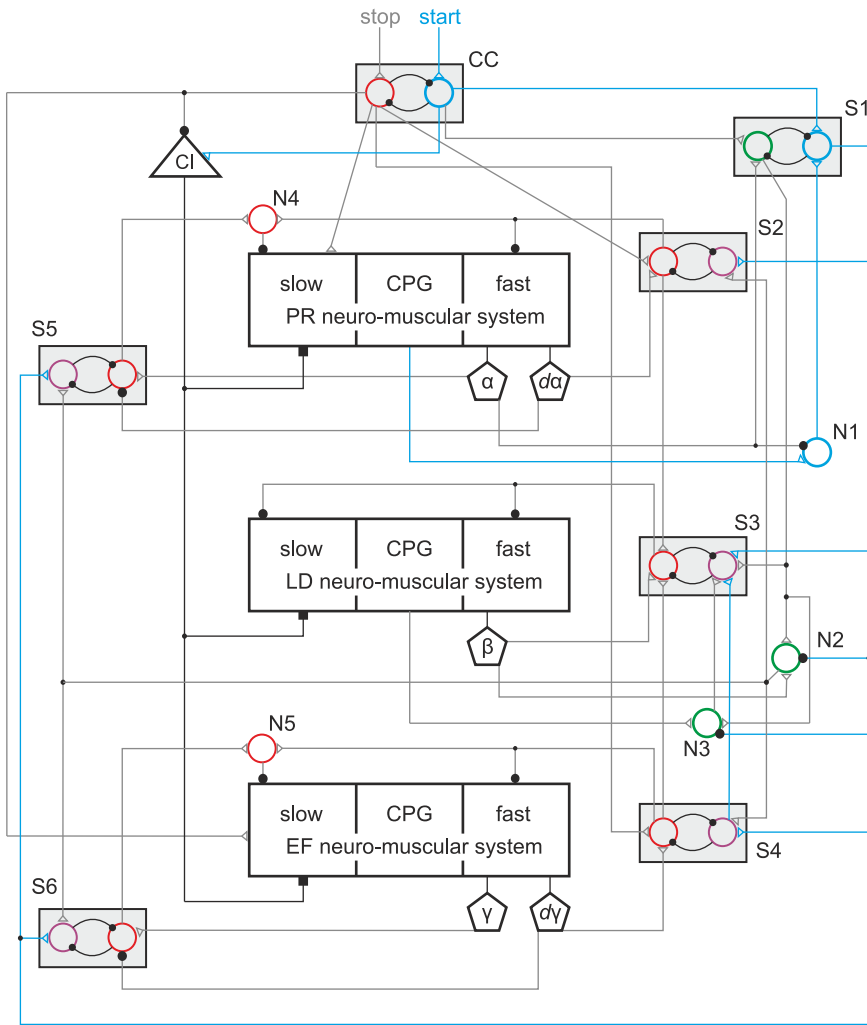 stop start
CC
S1
CI
N4
S2
slow CPG fast
PR neuro-muscular system
S5
α dα
N1
S3
slow CPG fast
LD neuro-muscular system
β
N2
N5
N3
slow CPG fast
EF neuro-muscular system
S4
S6
γ dγ